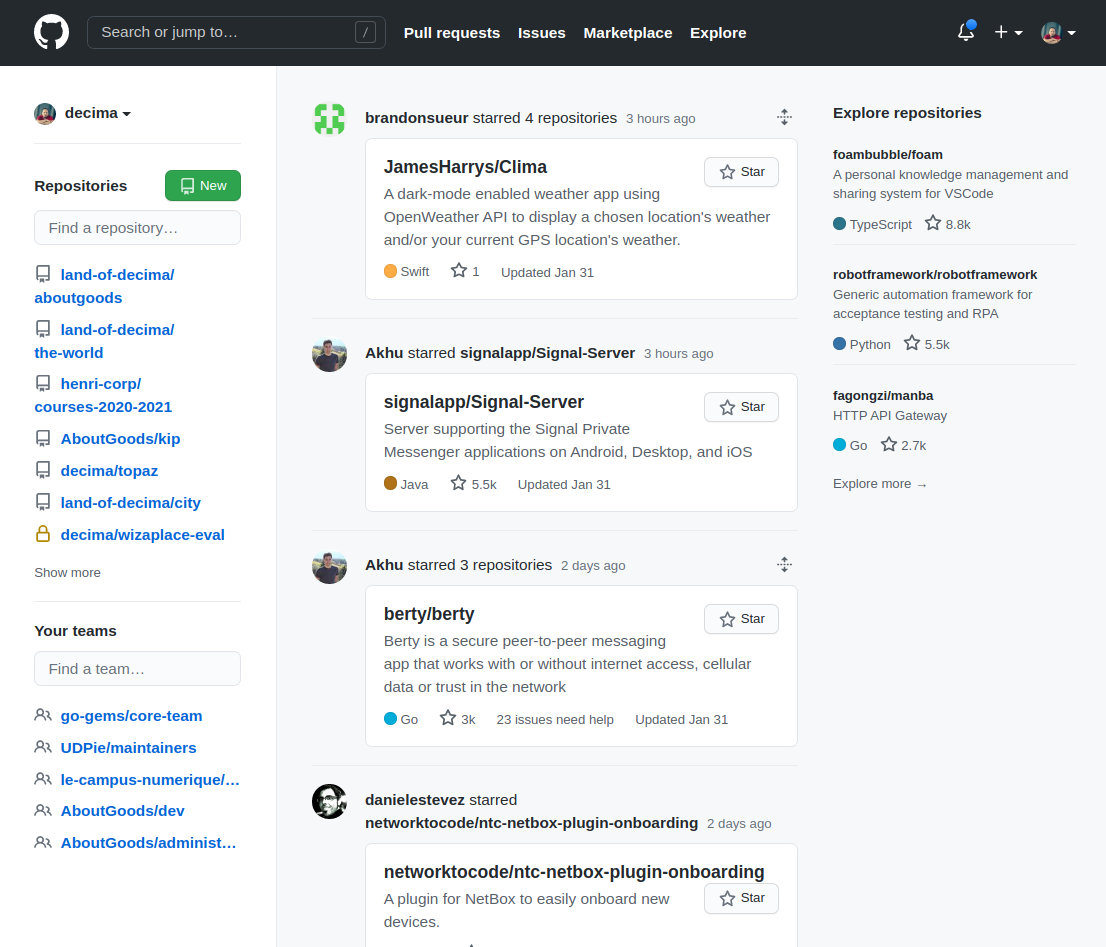 Search or jump to…
/
Pull requests
Issues
Marketplace
Explore
decima
Repositories
New
Find a repository…
land-of-decima/
aboutgoods
land-of-decima/
the-world
henri-corp/
courses-2020-2021
AboutGoods/kip
decima/topaz
land-of-decima/city
decima/wizaplace-eval
Show more
Your teams
Find a team…
go-gems/core-team
UDPie/maintainers
le-campus-numerique/…
AboutGoods/dev
AboutGoods/administ…
brandonsueur starred 4 repositories 3 hours ago
JamesHarrys/Clima
Star
A dark-mode enabled weather app using
OpenWeather API to display a chosen location's weather
and/or your current GPS location's weather.
Swift 1 Updated Jan 31
Akhu starred signalapp/Signal-Server 3 hours ago
signalapp/Signal-Server
Star
Server supporting the Signal Private
Messenger applications on Android, Desktop, and iOS
Java 5.5k Updated Jan 31
Akhu starred 3 repositories 2 days ago
berty/berty
Star
Berty is a secure peer-to-peer messaging
app that works with or without internet access, cellular
data or trust in the network
Go 3k 23 issues need help Updated Jan 31
danielestevez starred
networktocode/ntc-netbox-plugin-onboarding 2 days ago
networktocode/ntc-netbox-plugin-onboarding
Star
A plugin for NetBox to easily onboard new
devices.
Explore repositories
foambubble/foam
A personal knowledge management and
sharing system for VSCode
TypeScript 8.8k
robotframework/robotframework
Generic automation framework for
acceptance testing and RPA
Python 5.5k
fagongzi/manba
HTTP API Gateway
Go 2.7k
Explore more →